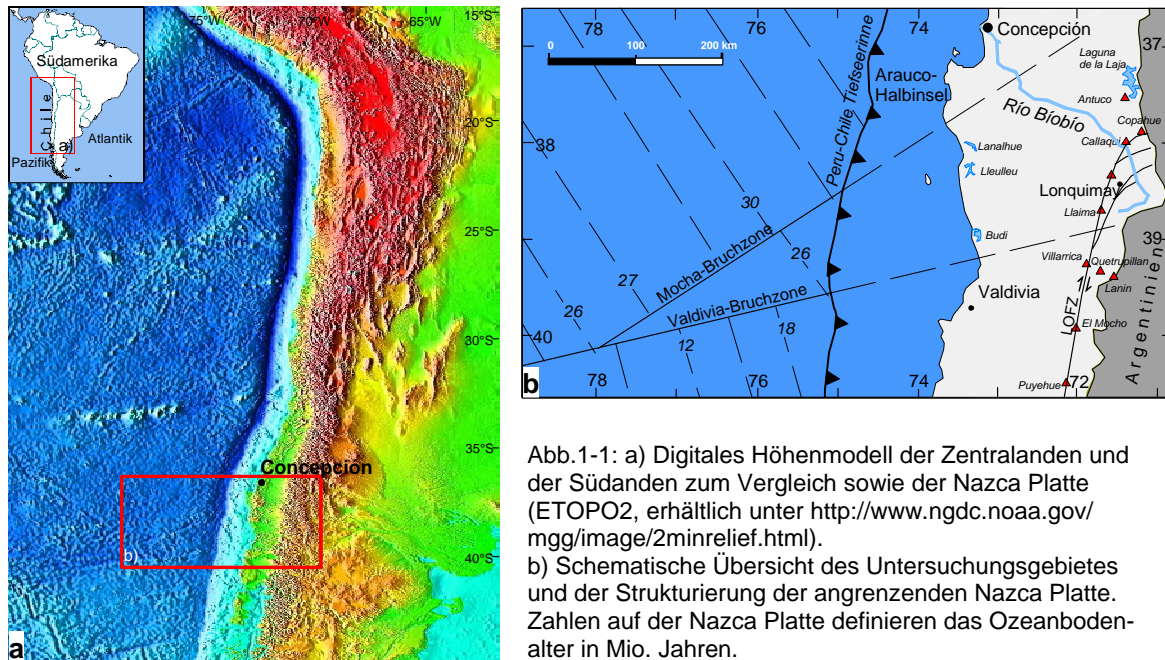 75°W
70°W
65°W
15°S
20°S
25°S
30°S
35°S
40°S
Südamerika
Chile
a)
Atlantik
Pazifik
Concepción
b)
a
78
76
74
Concepción
0
100
200 km
37
Laguna
de la Laja
Arauco-
Halbinsel
Antuco
Peru-Chile Tiefseerinne
Río Bíobío
Copahue
Callaqui
38
Lanalhue
Lleulleu
Lonquimay
30
Llaima
Mocha-Bruchzone
26
Budi
39
27
Villarrica
Quetrupillan
Lanin
26
Valdivia-Bruchzone
Valdivia
LOFZ
18
El Mocho
40
12
Argentinien
b
78
76
74
Puyehue
72
Abb.1-1: a) Digitales Höhenmodell der Zentralanden und
der Südanden zum Vergleich sowie der Nazca Platte
(ETOPO2, erhältlich unter http://www.ngdc.noaa.gov/
mgg/image/2minrelief.html).
b) Schematische Übersicht des Untersuchungsgebietes
und der Strukturierung der angrenzenden Nazca Platte.
Zahlen auf der Nazca Platte definieren das Ozeanboden-
alter in Mio. Jahren.